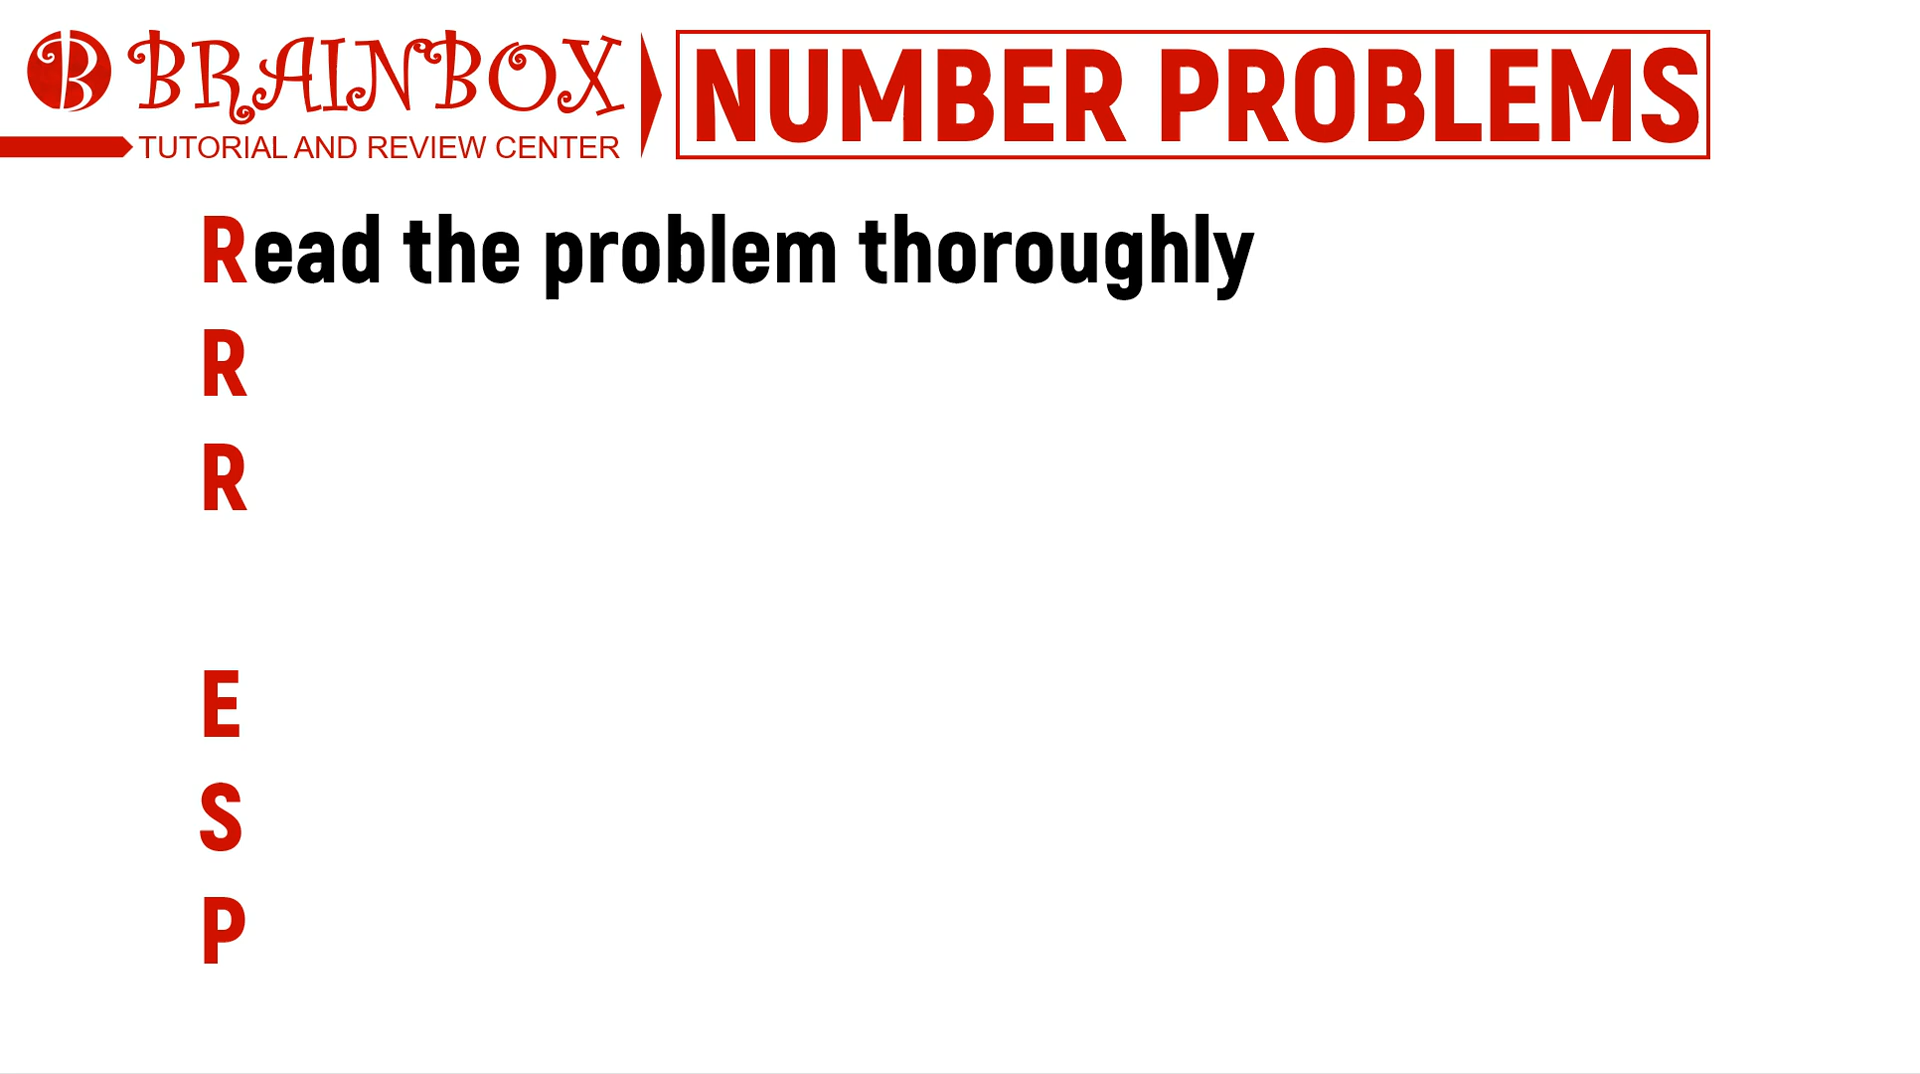 B BRAINBOX
TUTORIAL AND REVIEW CENTER
NUMBER PROBLEMS
Read the problem thoroughly
R
R
E
S
P